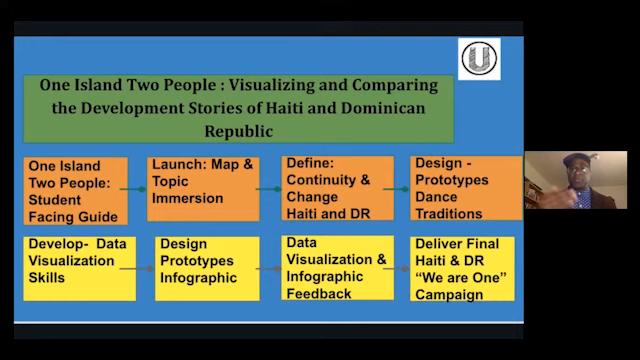 U
One Island Two People : Visualizing and Comparing
the Development Stories of Haiti and Dominican
Republic
One Island
Two People:
Student
Facing Guide
Launch: Map &
Topic
Immersion
Define:
Continuity &
Change
Haiti and DR
Design -
Prototypes
Dance
Traditions
Develop- Data
Visualization
Skills
Design
Prototypes
Infographic
Data
Visualization &
Infographic
Feedback
Deliver Final
Haiti & DR
“We are One”
Campaign